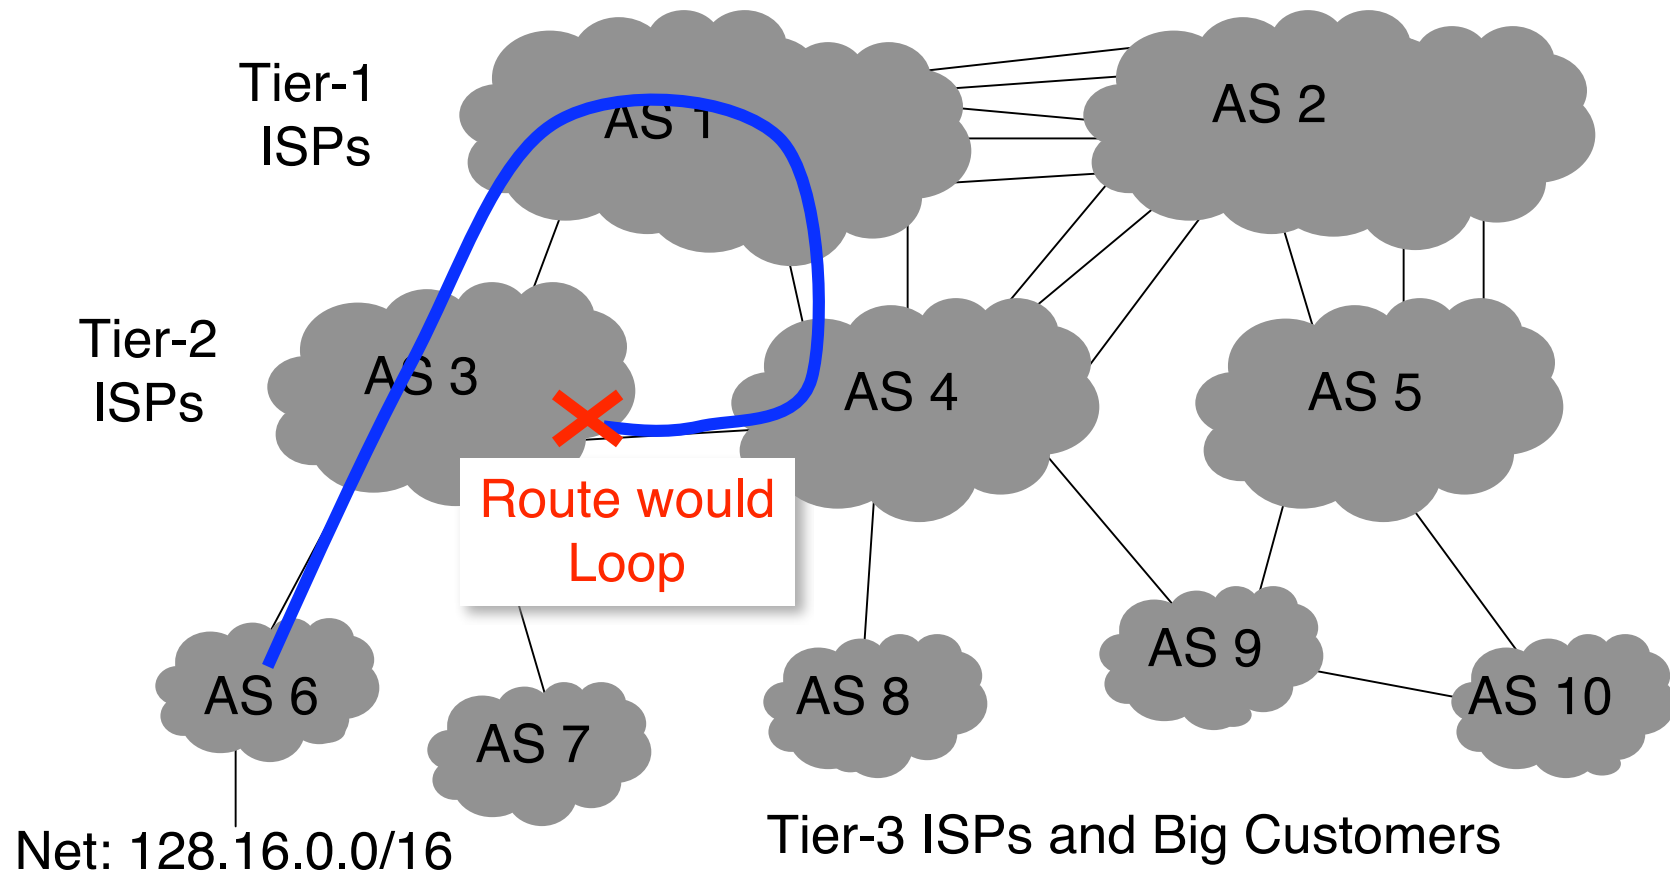 Tier-1
ISPs
AS 1
AS 2
Tier-2
ISPs
AS 3
AS 4
AS 5
Route would
Loop
AS 6
AS 7
AS 8
AS 9
AS 10
Net: 128.16.0.0/16
Tier-3 ISPs and Big Customers